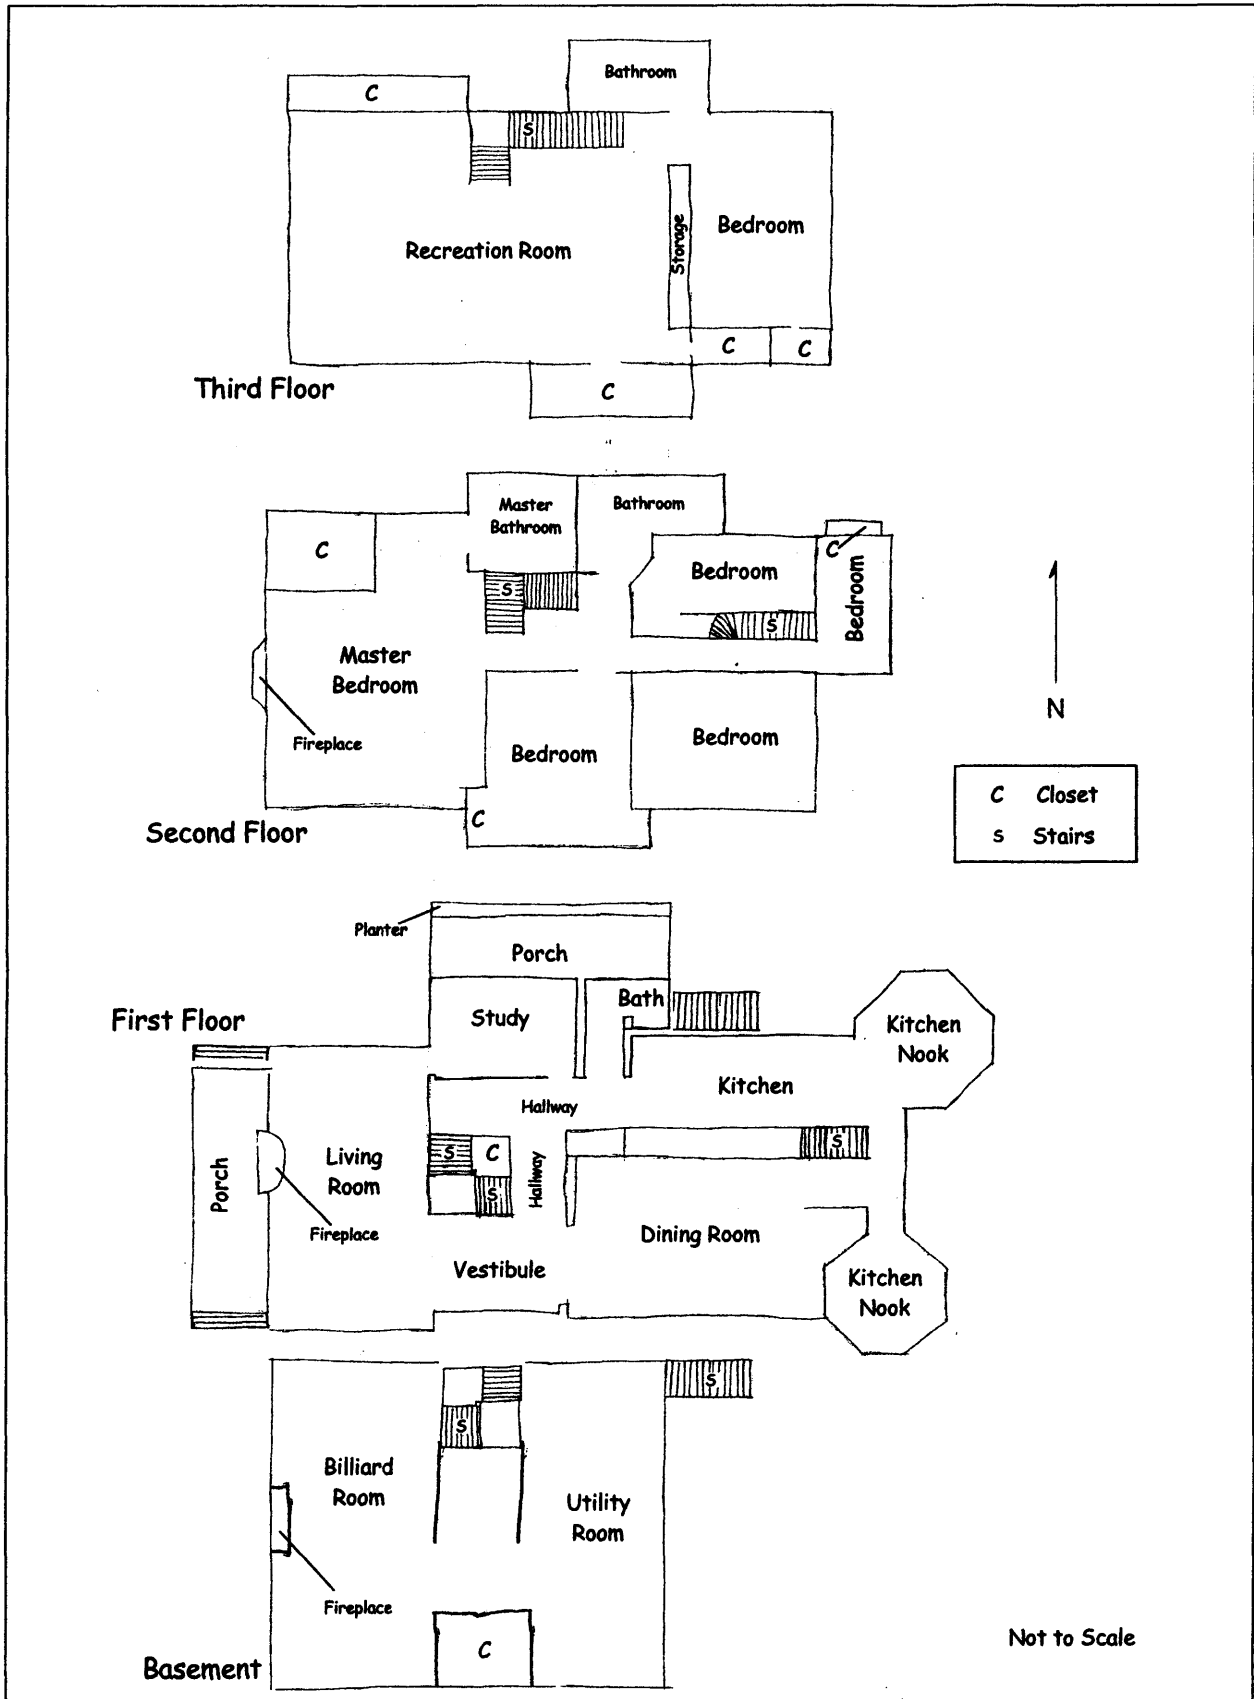 Bathroom
C
S
Bedroom
Storage
Recreation Room
C
C
Third Floor
C
Master
Bathroom
Bathroom
C
C
Bedroom
Bedroom
S
S
Master
Bedroom
Fireplace
Bedroom
Bedroom
N
C Closet
S Stairs
C
Second Floor
Planter
Porch
Study
Bath
First Floor
Kitchen
Nook
Kitchen
Hallway
S
C
S
Living
Room
Porch
Hallway
S
Fireplace
Dining Room
Vestibule
Kitchen
Nook
S
S
Billiard
Room
Utility
Room
Fireplace
C
Not to Scale
Basement